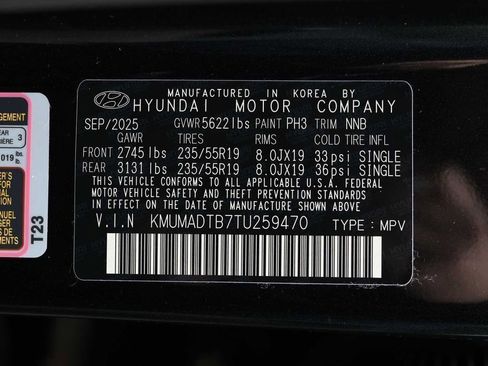 MANUFACTURED IN KOREA BY
HYUNDAI MOTOR COMPANY
SEP/2025 GVWR 5622 lbs PAINT PH3 TRIM NNB
GAWR TIRES RIMS COLD TIRE INFL
FRONT 2745 lbs 235/55R19 8.0JX19 33psi SINGLE
REAR 3131 lbs 235/55R19 8.0JX19 36psi SINGLE
THIS VEHICLE CONFORMS TO ALL APPLICABLE U.S.A. FEDERAL
MOTOR VEHICLE SAFETY AND THEFT PREVENTION STANDARDS
IN EFFECT ON THE DATE OF MANUFACTURE SHOWN ABOVE.
V.I.N KMUMADTB7TU259470 TYPE : MPV
3
T23